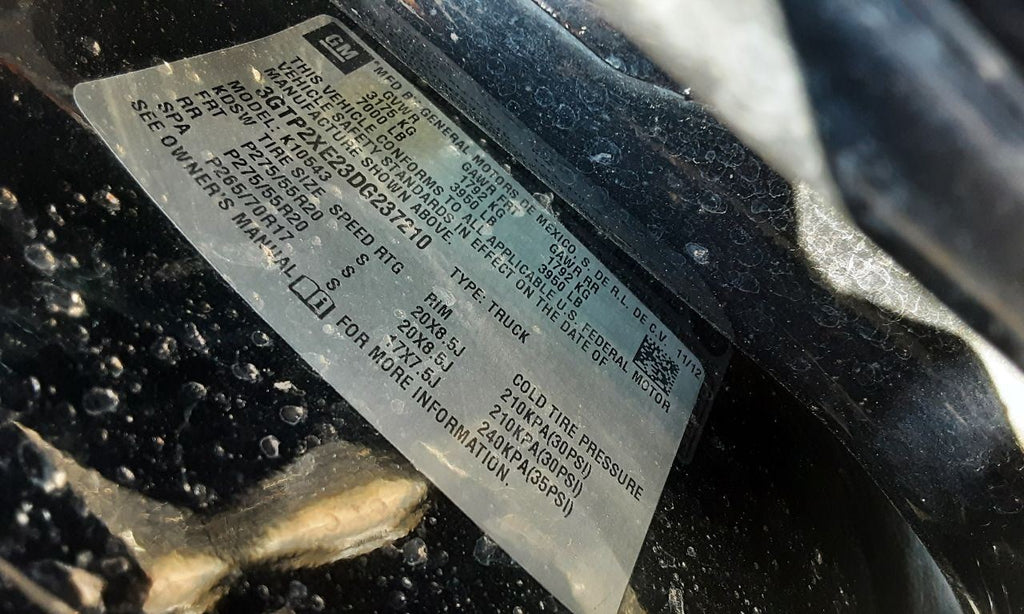 GM
MFD BY GENERAL MOTORS DE MEXICO, S. DE R.L. DE C.V. 11/12
GVWR GAWR FRT GAWR RR
3175 KG 1792 KG 1792 KG
7000 LB 3950 LB 3950 LB
THIS VEHICLE CONFORMS TO ALL APPLICABLE U.S. FEDERAL MOTOR
VEHICLE SAFETY STANDARDS IN EFFECT ON THE DATE OF
MANUFACTURE SHOWN ABOVE.
3GTP2XE23DG237210 TYPE: TRUCK
MODEL: K10543
KDSW TIRE SIZE SPEED RTG RIM COLD TIRE PRESSURE
FRT P275/55R20 S 20X8.5J 210KPA(30PSI)
RR P275/55R20 S 20X8.5J 210KPA(30PSI)
SPA P265/70R17 S 17X7.5J 240KPA(35PSI)
SEE OWNER'S MANUAL FOR MORE INFORMATION.